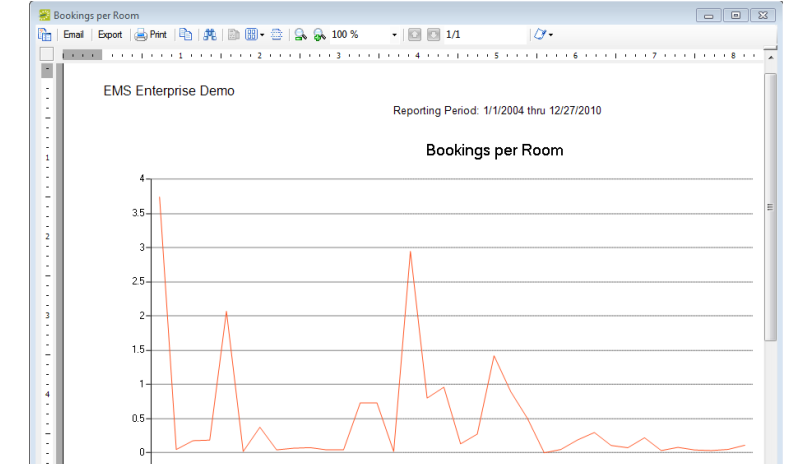 Bookings per Room
Email Export Print 100 % 1/1
1 2 3 4 5 6 7 8
EMS Enterprise Demo
Reporting Period: 1/1/2004 thru 12/27/2010
Bookings per Room
4
3.5
3
2.5
2
1.5
1
0.5
0
1
2
3
4